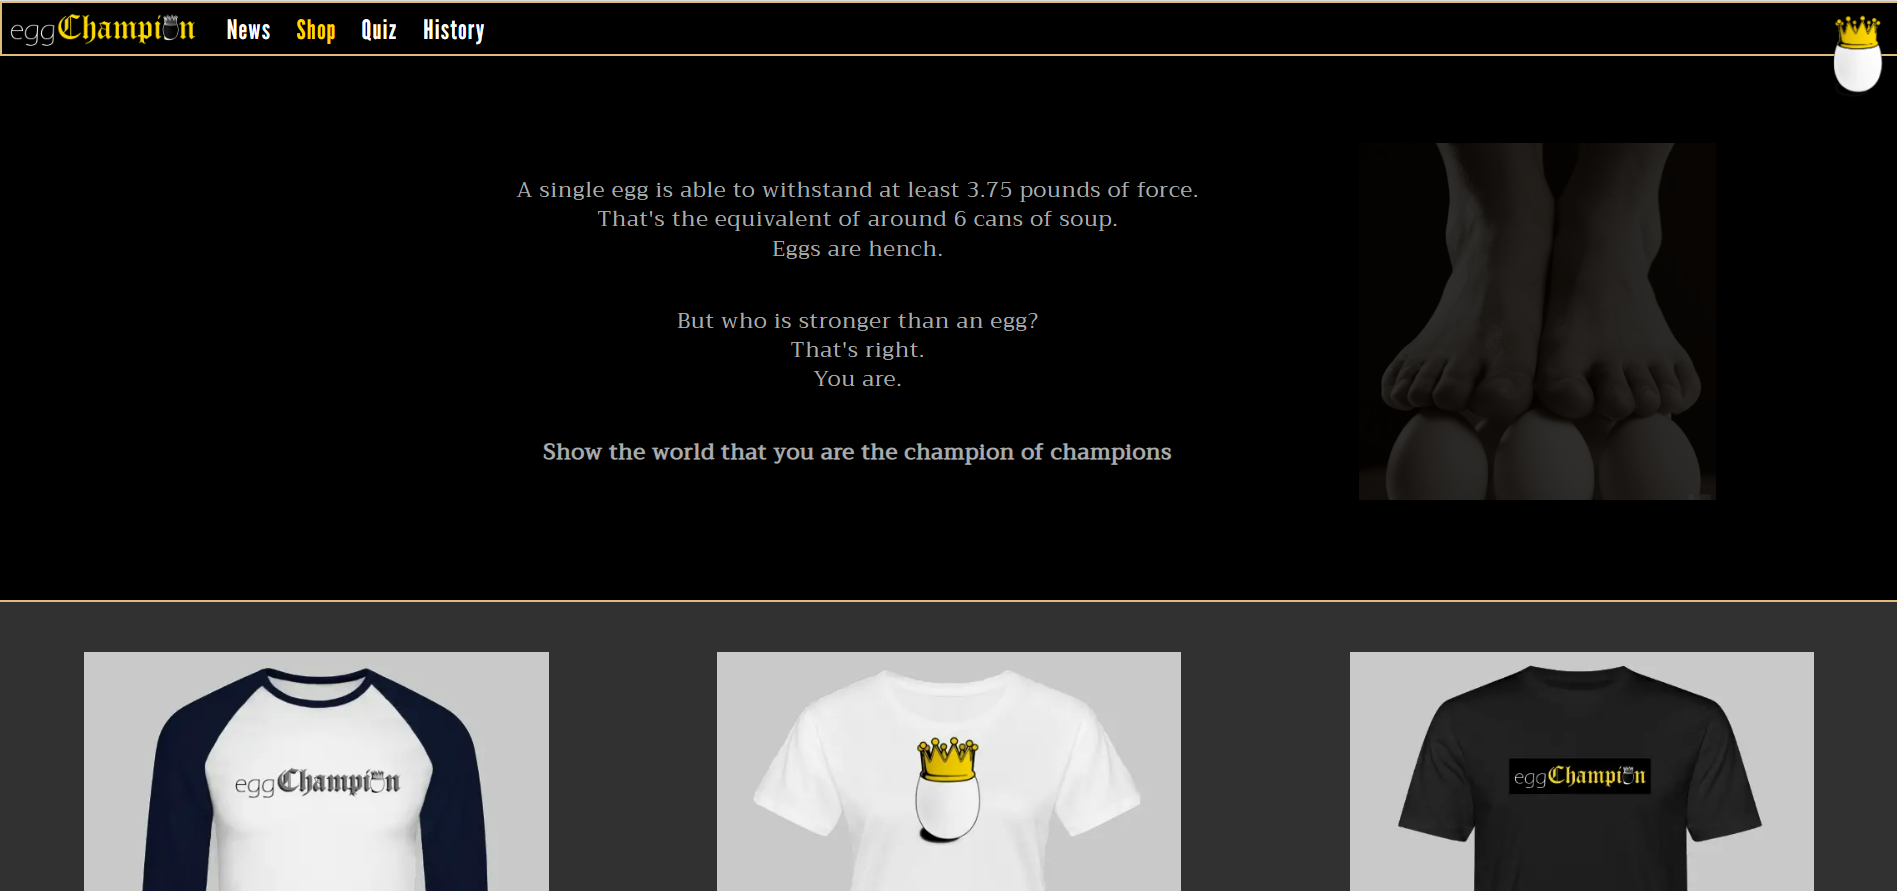 eggChampion News Shop Quiz History
A single egg is able to withstand at least 3.75 pounds of force.
That's the equivalent of around 6 cans of soup.
Eggs are hench.
But who is stronger than an egg?
That's right.
You are.
Show the world that you are the champion of champions
eggChampion
eggChampion